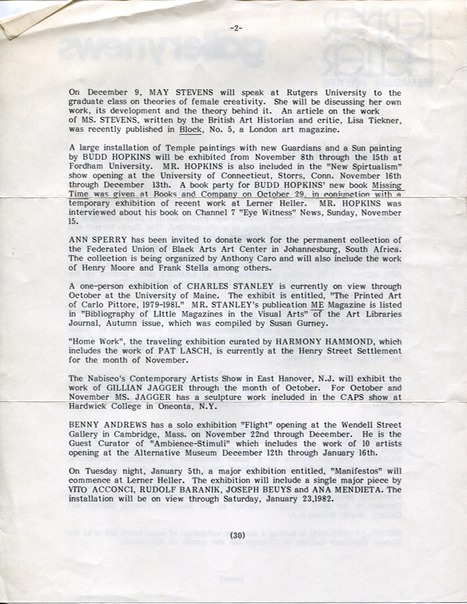 -2-
On December 9, MAY STEVENS will speak at Rutgers University to the
graduate class on theories of female creativity. She will be discussing her own
work, its development and the theory behind it. An article on the work
of MS. STEVENS, written by the British Art Historian and critic, Lisa Tickner,
was recently published in Block, No. 5, a London art magazine.
A large installation of Temple paintings with new Guardians and a Sun painting
by BUDD HOPKINS will be exhibited from November 8th through the 15th at
Fordham University. MR. HOPKINS is also included in the "New Spirtualism"
show opening at the University of Connecticut, Storrs, Conn. November 16th
through December 13th. A book party for BUDD HOPKINS' new book Missing
Time was given at Books and Company on October 29, in conjunction with a
temporary exhibition of recent work at Lerner Heller. MR. HOPKINS was
interviewed about his book on Channel 7 "Eye Witness" News, Sunday, November
15.
ANN SPERRY has been invited to donate work for the permanent collection of
the Federated Union of Black Arts Art Center in Johannesburg, South Africa.
The collection is being organized by Anthony Caro and will also include the work
of Henry Moore and Frank Stella among others.
A one-person exhibition of CHARLES STANLEY is currently on view through
October at the University of Maine. The exhibit is entitled, "The Printed Art
of Carlo Pittore, 1979-1981." MR. STANLEY'S publication ME Magazine is listed
in "Bibliography of LIttle Magazines in the Visual Arts" of the Art Libraries
Journal, Autumn issue, which was compiled by Susan Gurney.
"Home Work", the traveling exhibition curated by HARMONY HAMMOND, which
includes the work of PAT LASCH, is currently at the Henry Street Settlement
for the month of November.
The Nabisco's Contemporary Artists Show in East Hanover, N.J. will exhibit the
work of GILLIAN JAGGER through the month of October. For October and
November MS. JAGGER has a sculpture work included in the CAPS show at
Hardwick College in Oneonta, N.Y.
BENNY ANDREWS has a solo exhibition "Flight" opening at the Wendell Street
Gallery in Cambridge, Mass. on November 22nd through December. He is the
Guest Curator of "Ambience-Stimuli" which includes the work of 10 artists
opening at the Alternative Museum December 12th through January 16th.
On Tuesday night, January 5th, a major exhibition entitled, "Manifestos" will
commence at Lerner Heller. The exhibition will include a single major piece by
VITO ACCONCI, RUDOLF BARANIK, JOSEPH BEUYS and ANA MENDIETA. The
installation will be on view through Saturday, January 23,1982.
(30)